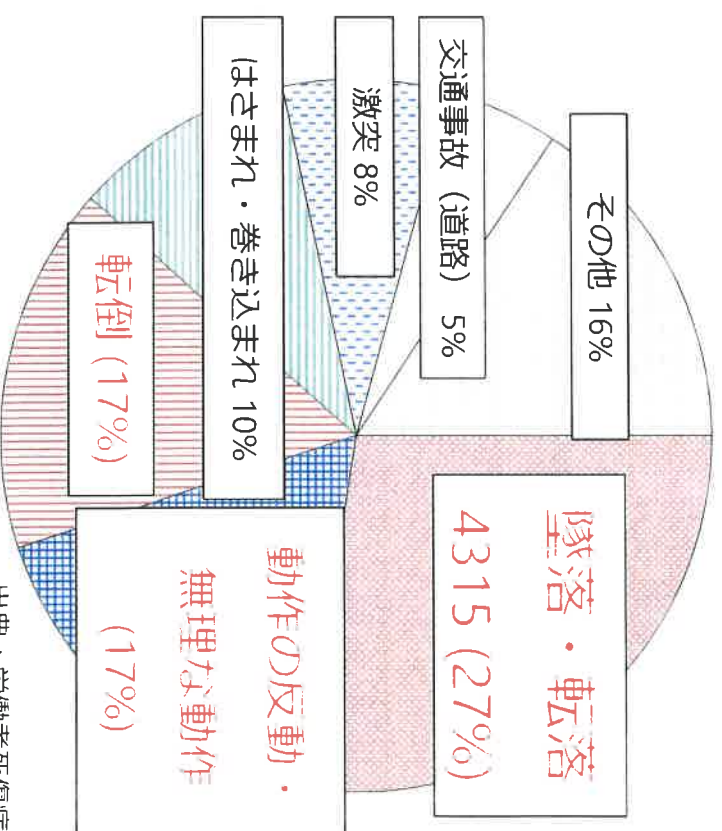 墜落・転落
4315 (27%)
動作の反動・
無理な動作
(17%)
転倒 (17%)
はさまれ・巻き込まれ 10%
激突 8%
交通事故（道路） 5%
その他 16%